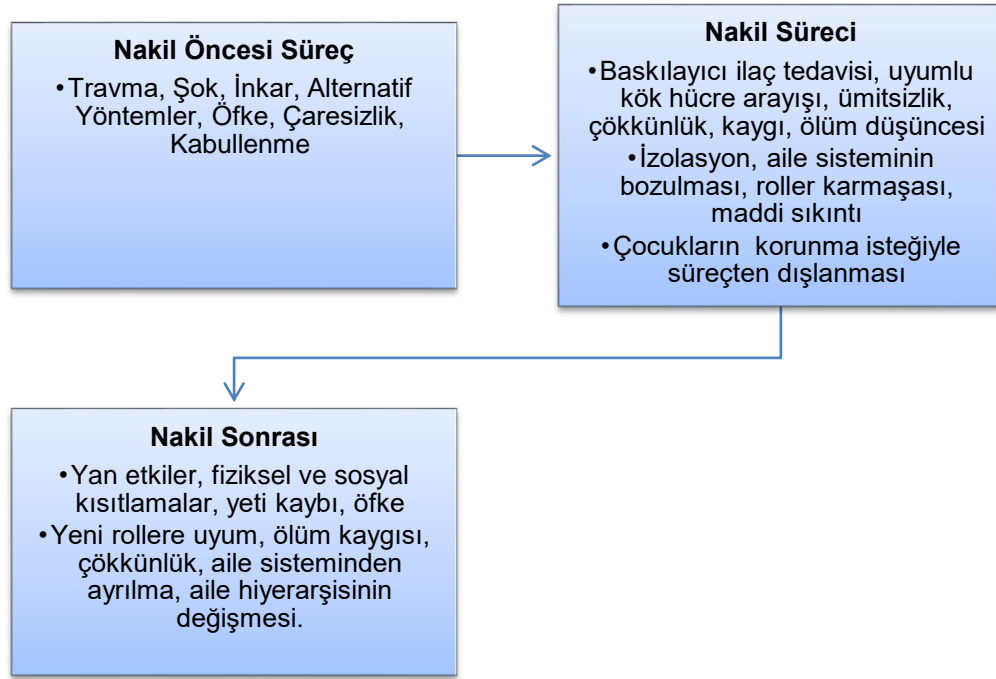 Nakil Öncesi Süreç
•Travma, Şok, İnkar, Alternatif
Yöntemler, Öfke, Çaresizlik,
Kabullenme
Nakil Süreci
•Baskılayıcı ilaç tedavisi, uyumlu
kök hücre arayışı, ümitsizlik,
çökkünlük, kaygı, ölüm düşüncesi
•İzolasyon, aile sisteminin
bozulması, roller karmaşası,
maddi sıkıntı
•Çocukların korunma isteğiyle
süreçten dışlanması
Nakil Sonrası
•Yan etkiler, fiziksel ve sosyal
kısıtlamalar, yeti kaybı, öfke
•Yeni rollere uyum, ölüm kaygısı,
çökkünlük, aile sisteminden
ayrılma, aile hiyerarşisinin
değişmesi.